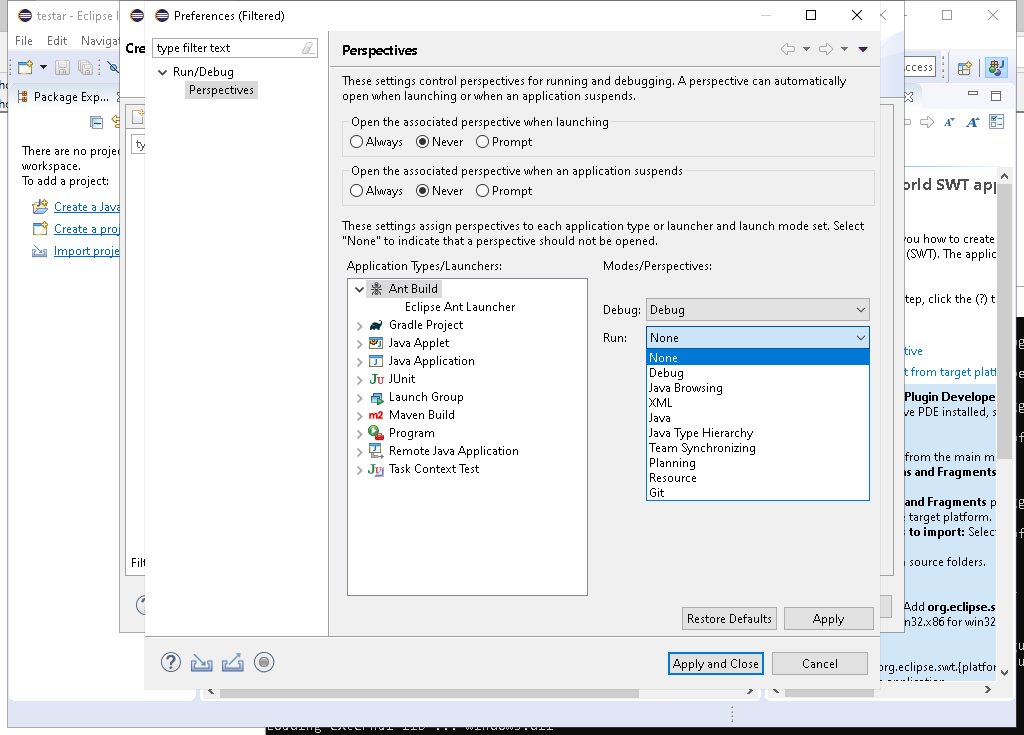 testar - Eclipse I
Preferences (Filtered)
File Edit Navigat
Cre
type filter text
Perspectives
Run/Debug
Perspectives
Package Exp...
cess
These settings control perspectives for running and debugging. A perspective can automatically
open when launching or when an application suspends.
Open the associated perspective when launching
Always Never Prompt
Open the associated perspective when an application suspends
Always Never Prompt
There are no projec
workspace.
To add a project:
Create a Java
Create a proj
Import proje
ty
These settings assign perspectives to each application type or launcher and launch mode set. Select
"None" to indicate that a perspective should not be opened.
Application Types/Launchers:
Modes/Perspectives:
Ant Build
Eclipse Ant Launcher
Gradle Project
Java Applet
Java Application
JUnit
Launch Group
Maven Build
Program
Remote Java Application
Task Context Test
Debug: Debug
Run: None
None
Debug
Java Browsing
XML
Java
Java Type Hierarchy
Team Synchronizing
Planning
Resource
Git
orld SWT app
you how to create
(SWT). The applic
tep, click the (?) t
tive
t from target platf
Plugin Develope
ve PDE installed, s
from the main m
s and Fragments
and Fragments p
e target platform.
to import: Selec
source folders.
Add org.eclipse.s
n32.x86 for win32
org.eclipse.swt.{platfor
application
Filt
Restore Defaults
Apply
Apply and Close
Cancel
Loading external lib ... windows.dll